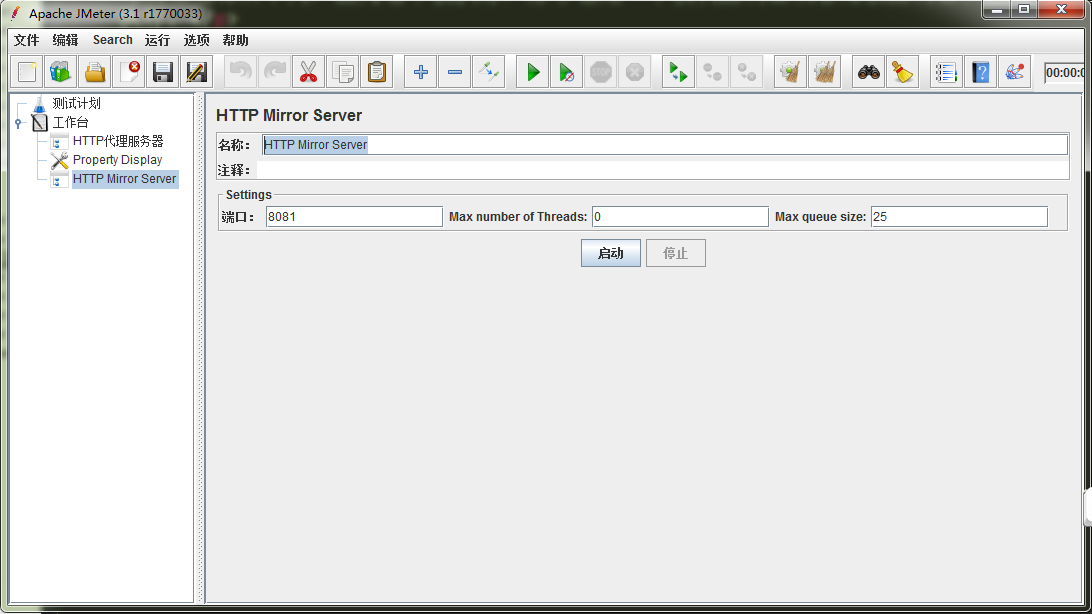 Apache JMeter (3.1 r1770033)
文件 编辑 Search 运行 选项 帮助
STOP
00:00:0
测试计划
工作台
HTTP代理服务器
Property Display
HTTP Mirror Server
HTTP Mirror Server
名称： HTTP Mirror Server
注释：
Settings
端口： 8081 Max number of Threads: 0 Max queue size: 25
启动 停止